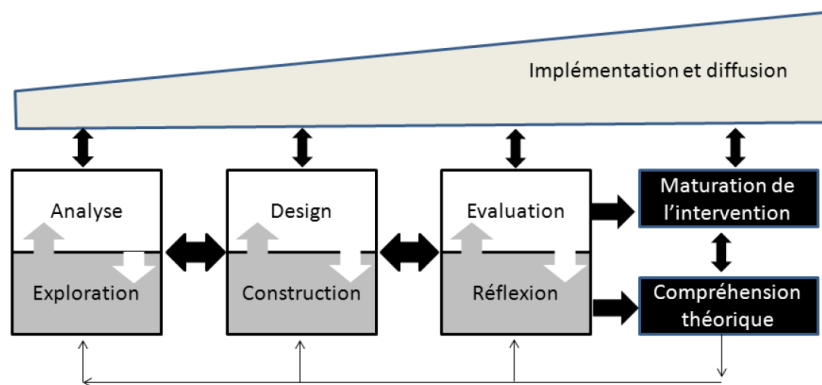 Implémentation et diffusion
Analyse
Exploration
Design
Construction
Evaluation
Réflexion
Maturation de
l'intervention
Compréhension
théorique